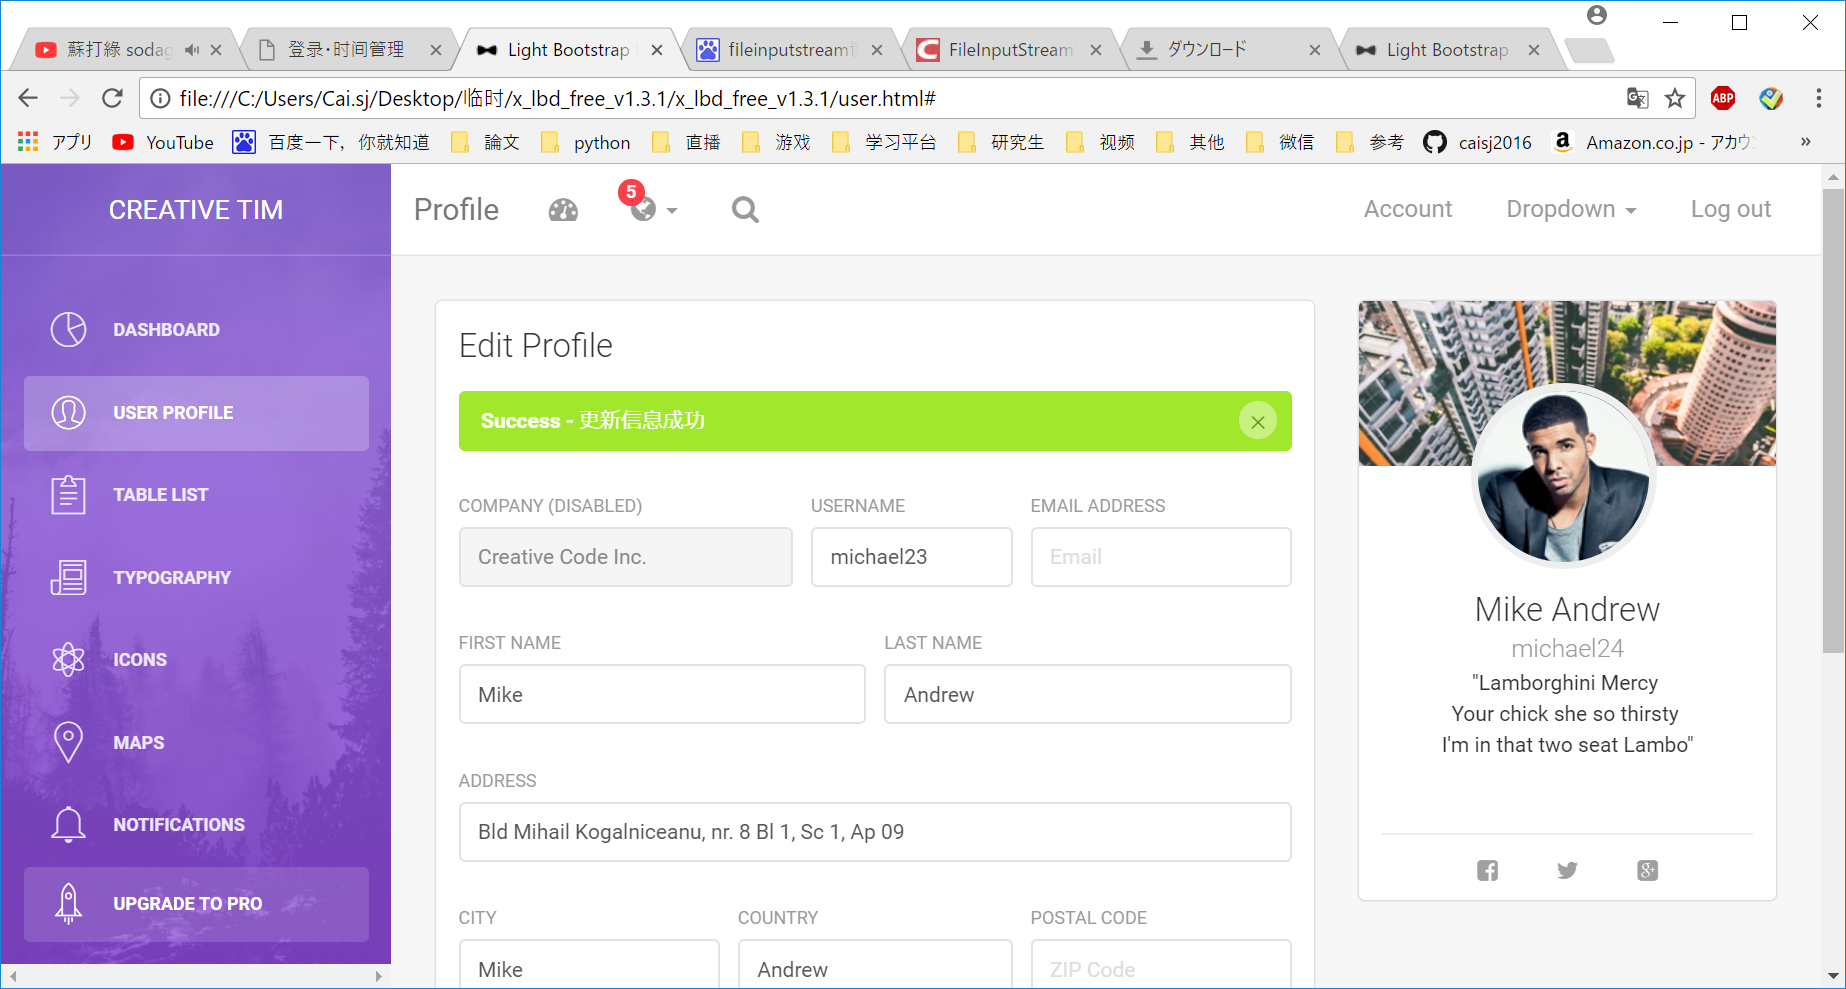 蘇打綠 sodag
登录·时间管理
Light Bootstrap
fileinputstream
FileInputStream
ダウンロード
Light Bootstrap
file:///C:/Users/Cai.sj/Desktop/临时/x_lbd_free_v1.3.1/x_lbd_free_v1.3.1/user.html#
ABP
アプリ
YouTube
百度一下，你就知道
論文
python
直播
游戏
学习平台
研究生
视频
其他
微信
参考
caisj2016
Amazon.co.jp - アカウ
»
CREATIVE TIM
Profile
5
Account
Dropdown
Log out
DASHBOARD
USER PROFILE
TABLE LIST
TYPOGRAPHY
ICONS
MAPS
NOTIFICATIONS
UPGRADE TO PRO
Edit Profile
Success - 更新信息成功
COMPANY (DISABLED)
USERNAME
EMAIL ADDRESS
Creative Code Inc.
michael23
Email
FIRST NAME
LAST NAME
Mike
Andrew
ADDRESS
Bld Mihail Kogalniceanu, nr. 8 Bl 1, Sc 1, Ap 09
CITY
COUNTRY
POSTAL CODE
Mike
Andrew
ZIP Code
Mike Andrew
michael24
"Lamborghini Mercy
Your chick she so thirsty
I'm in that two seat Lambo"